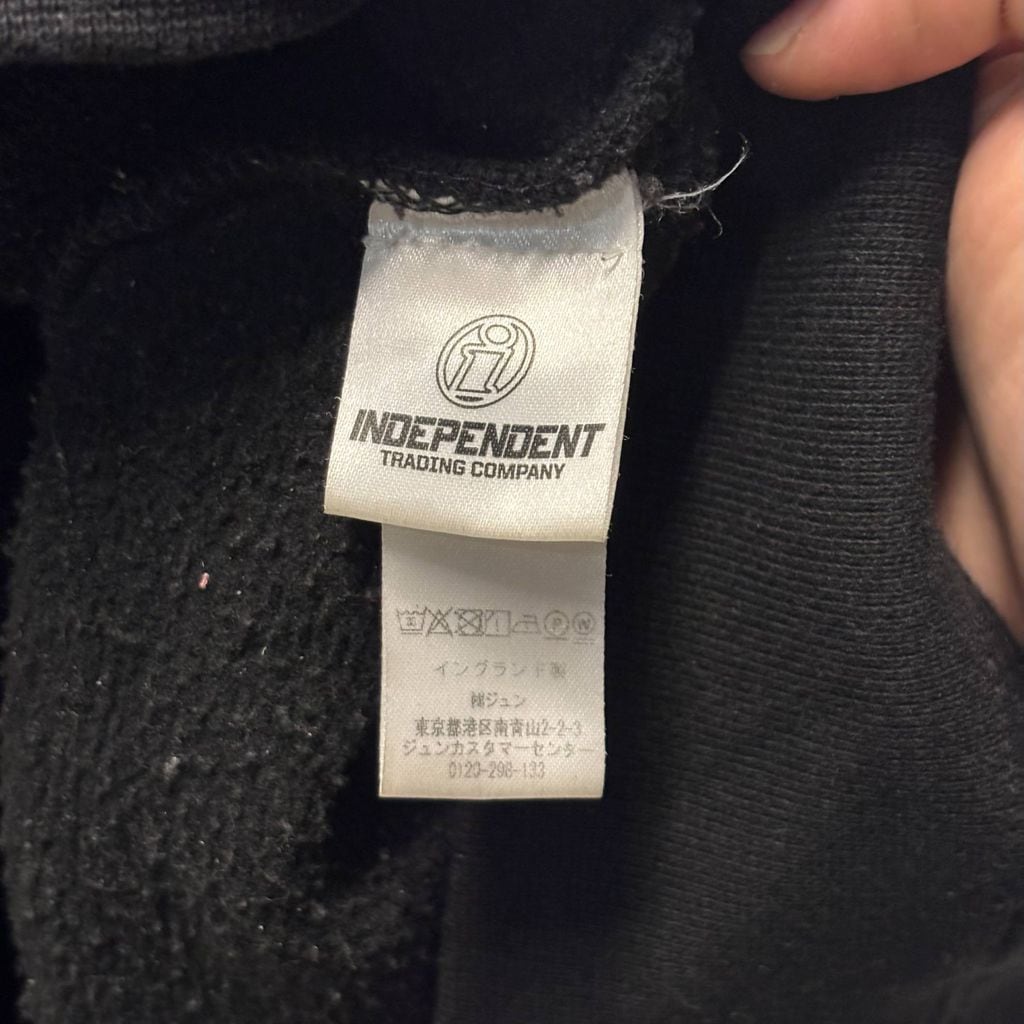 INDEPENDENT
TRADING COMPANY
イングランド製
㈱ジュン
東京都港区南青山2-2-3
ジュンカスタマーセンター
0120-298-133